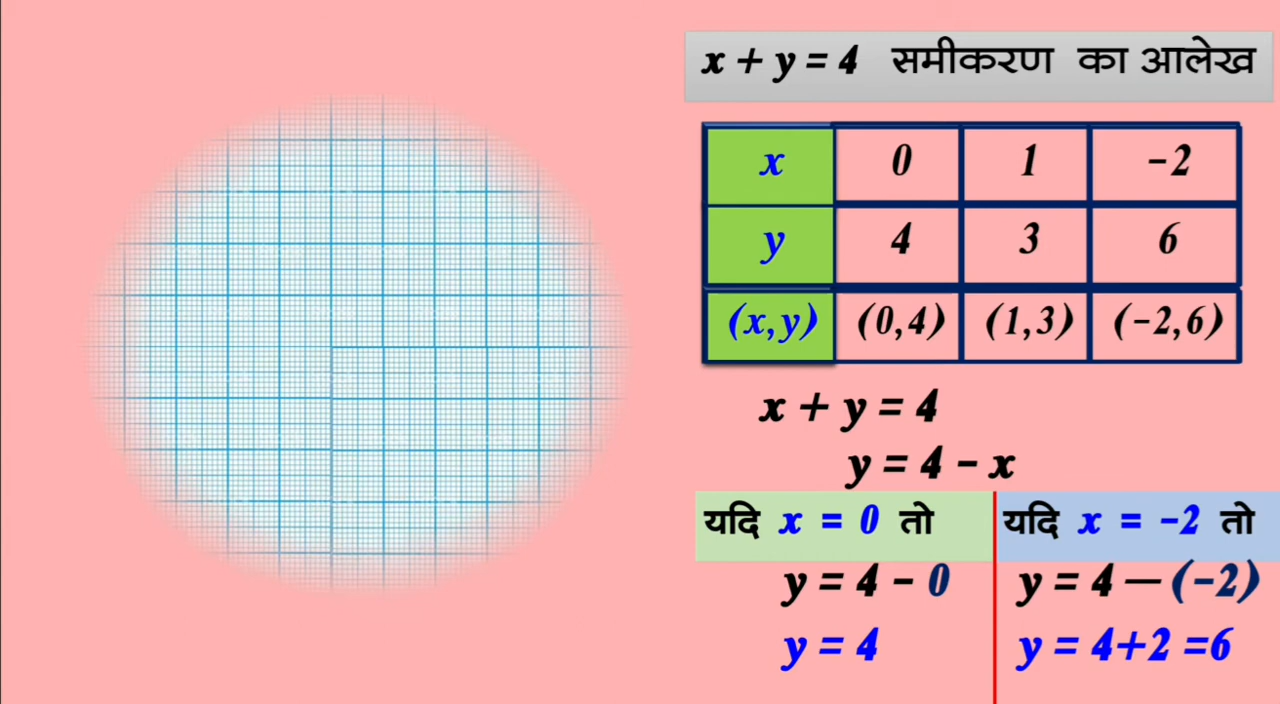 x + y = 4 समीकरण का आलेख
x 0 1 −2
y 4 3 6
(x,y) (0,4) (1,3) (−2,6)
x + y = 4
y = 4 − x
यदि x = 0 तो
y = 4 − 0
y = 4
यदि x = −2 तो
y = 4 — (−2)
y = 4+2 =6